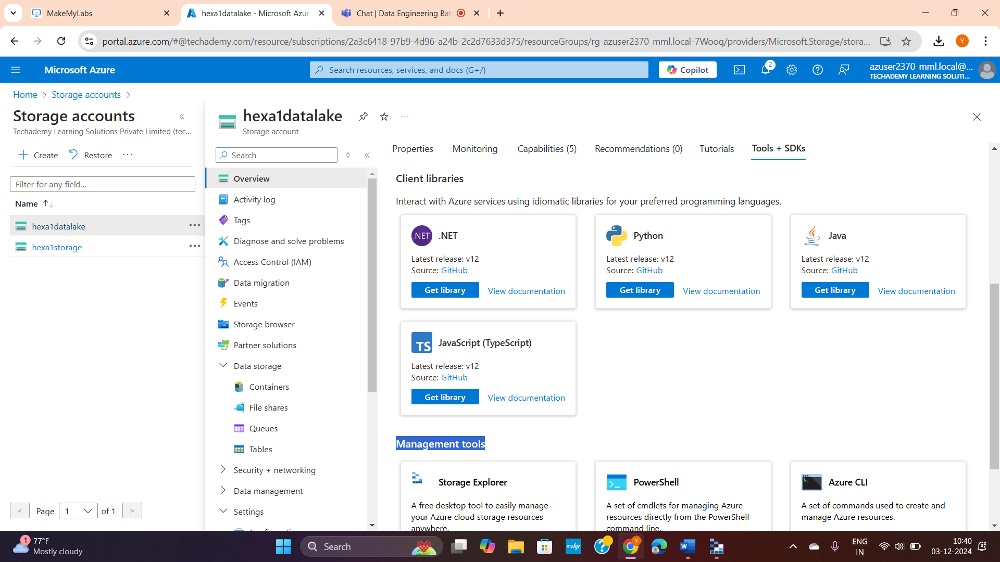 MakeMyLabs
hexa1datalake - Microsoft Azur
Chat | Data Engineering Bat
portal.azure.com/#@techademy.com/resource/subscriptions/2a3c6418-97b9-4d96-a24b-2c2d7633d375/resourceGroups/rg-azuser2370_mml.local-7Wooq/providers/Microsoft.Storage/stora...
Y
Microsoft Azure
Search resources, services, and docs (G+/)
Copilot
2
azuser2370_mml.local@...
TECHADEMY LEARNING SOLUTI...
Home > Storage accounts >
Storage accounts
Techademy Learning Solutions Private Limited (tec...
+ Create
Restore
...
Filter for any field...
Name ↑↓
hexa1datalake ...
hexa1storage ...
< Page 1 of 1 >
hexa1datalake
...
Storage account
Search
Overview
Activity log
Tags
Diagnose and solve problems
Access Control (IAM)
Data migration
Events
Storage browser
Partner solutions
Data storage
Containers
File shares
Queues
Tables
Security + networking
Data management
Settings
Properties
Monitoring
Capabilities (5)
Recommendations (0)
Tutorials
Tools + SDKs
Client libraries
Interact with Azure services using idiomatic libraries for your preferred programming languages.
.NET
.NET
Latest release: v12
Source: GitHub
Get library
View documentation
Python
Latest release: v12
Source: GitHub
Get library
View documentation
Java
Latest release: v12
Source: GitHub
Get library
View documentation
TS
JavaScript (TypeScript)
Latest release: v12
Source: GitHub
Get library
View documentation
Management tools
Storage Explorer
A free desktop tool to easily manage
your Azure cloud storage resources
anywhere.
PowerShell
A set of cmdlets for managing Azure
resources directly from the PowerShell
command line.
Azure CLI
A set of commands used to create and
manage Azure resources.
1
77°F
Mostly cloudy
Search
myhp
Y
W
ENG
IN
10:40
03-12-2024